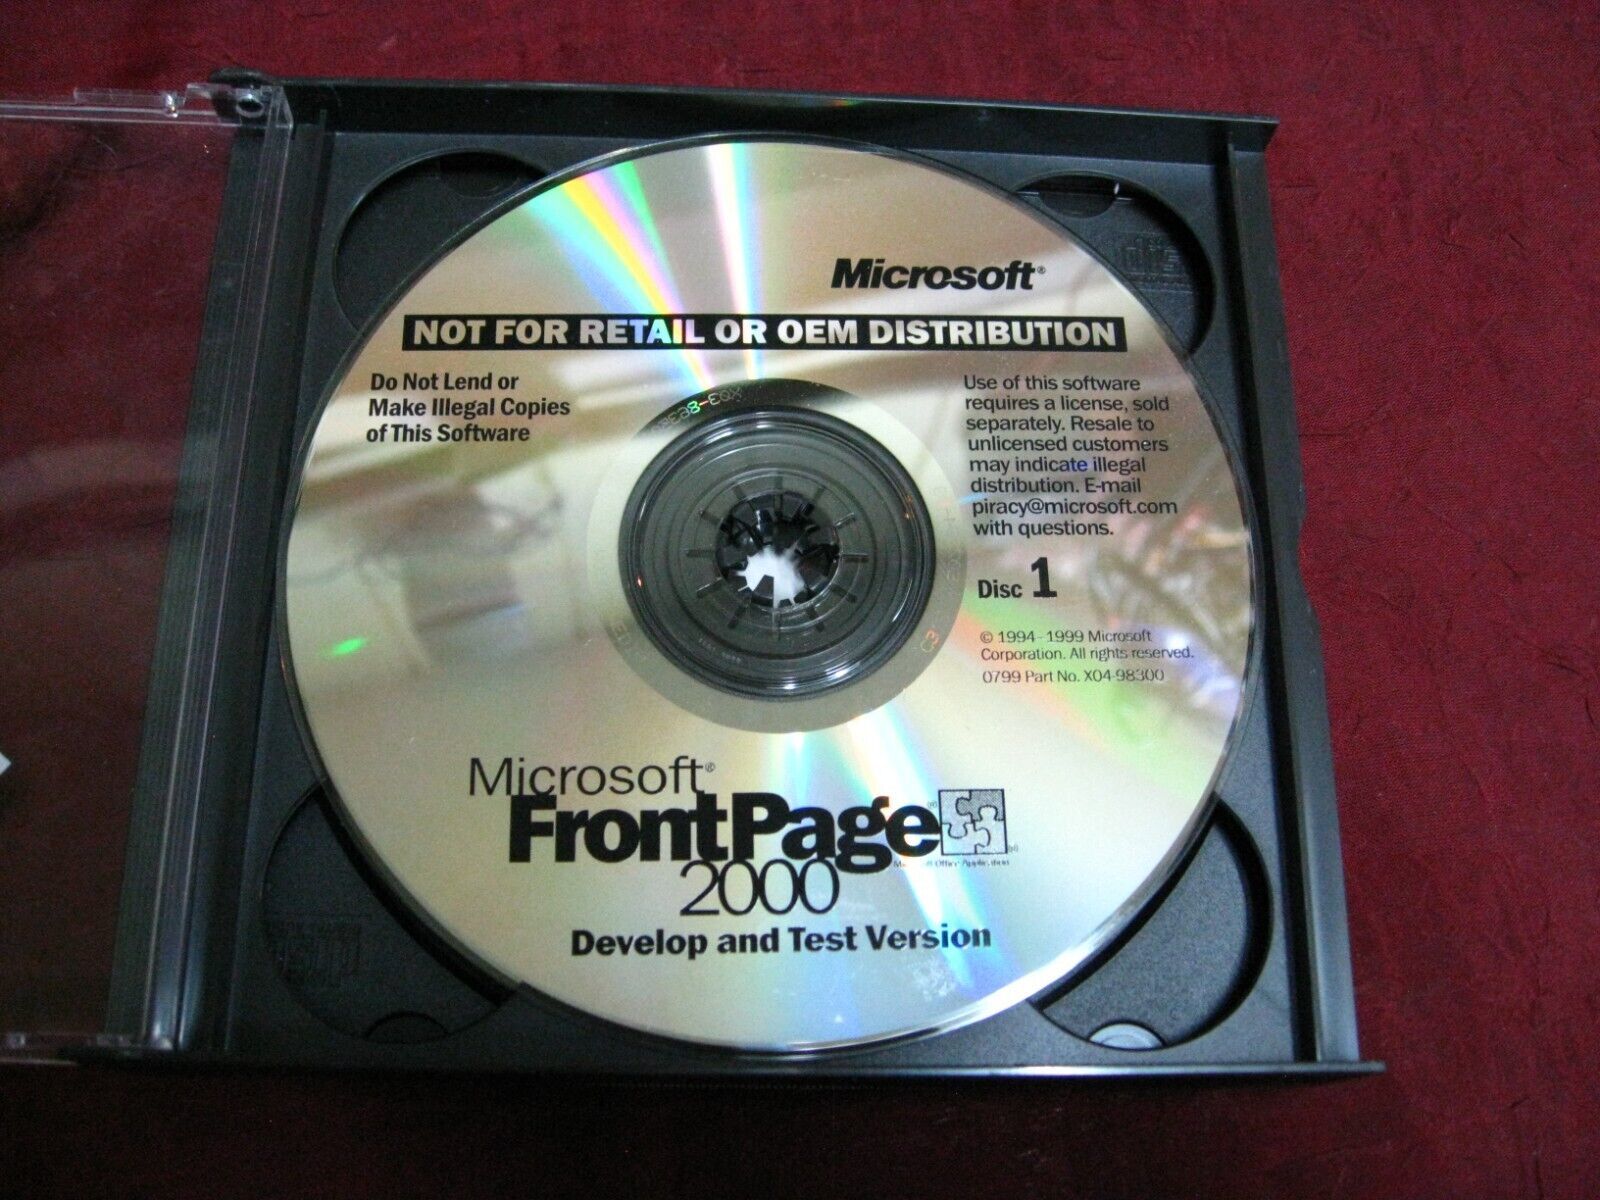 Microsoft®
NOT FOR RETAIL OR OEM DISTRIBUTION
Do Not Lend or
Make Illegal Copies
of This Software
Use of this software
requires a license, sold
separately. Resale to
unlicensed customers
may indicate illegal
distribution. E-mail
piracy@microsoft.com
with questions.
Disc 1
© 1994-1999 Microsoft
Corporation. All rights reserved.
0799 Part No. X04-98300
Microsoft®
FrontPage®
2000
Microsoft Office Application
Develop and Test Version